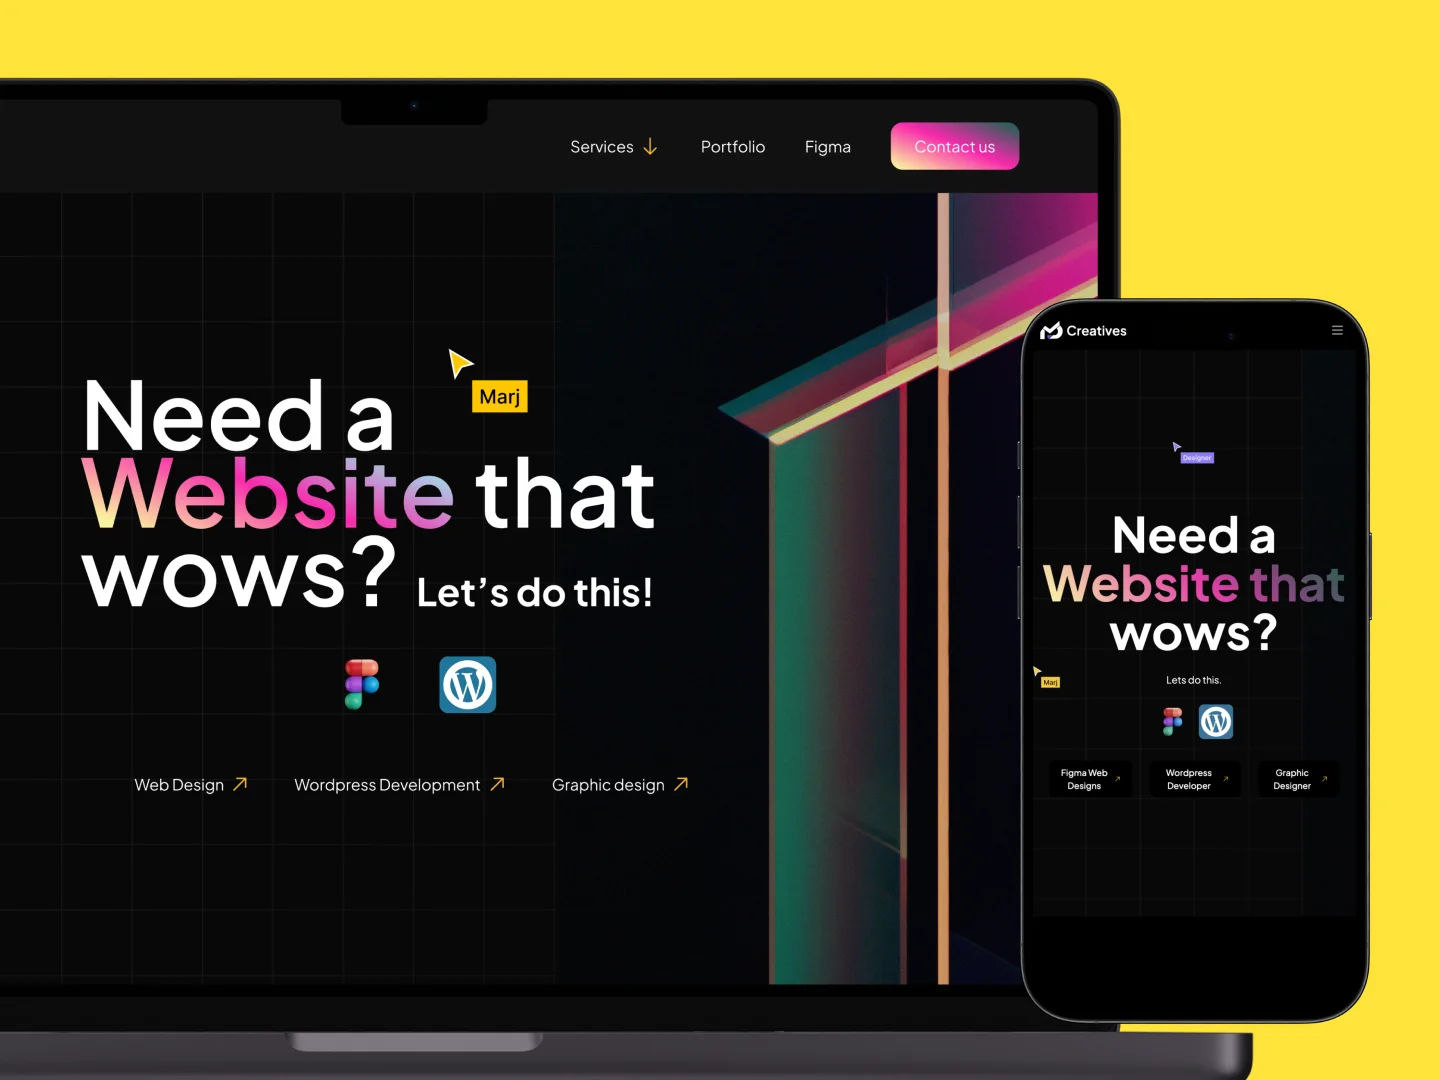 Services
Portfolio
Figma
Contact us
Marj
Need a
Website that
wows? Let’s do this!
Web Design
Wordpress Development
Graphic design
Creatives
Designer
Need a
Website that
wows?
Marj
Lets do this.
Figma Web
Designs
Wordpress
Developer
Graphic
Designer